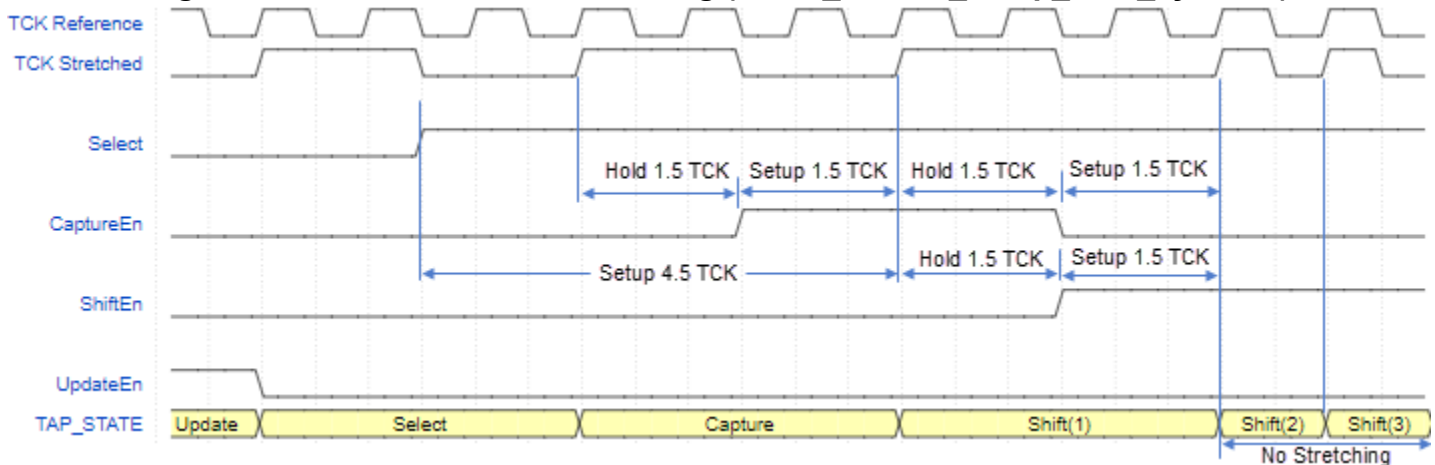 TCK Reference
TCK Stretched
Select
Hold 1.5 TCK Setup 1.5 TCK Hold 1.5 TCK Setup 1.5 TCK
CaptureEn
Setup 4.5 TCK Hold 1.5 TCK Setup 1.5 TCK
ShiftEn
UpdateEn
TAP_STATE Update Select Capture Shift(1) Shift(2) Shift(3)
No Stretching